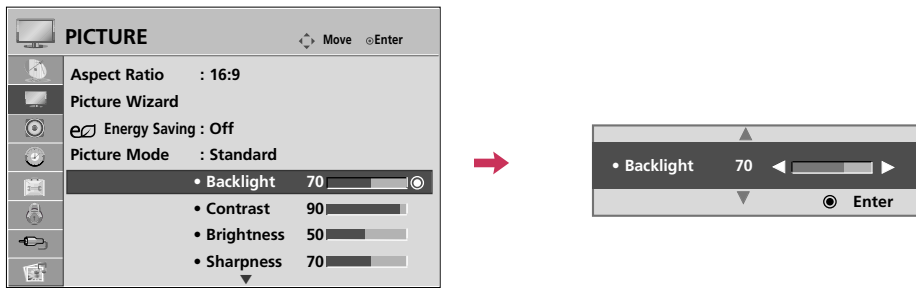 PICTURE
Move ⊙Enter
Aspect Ratio : 16:9
Picture Wizard
Energy Saving : Off
Picture Mode : Standard
• Backlight 70
• Contrast 90
• Brightness 50
• Sharpness 70
• Backlight 70
Enter